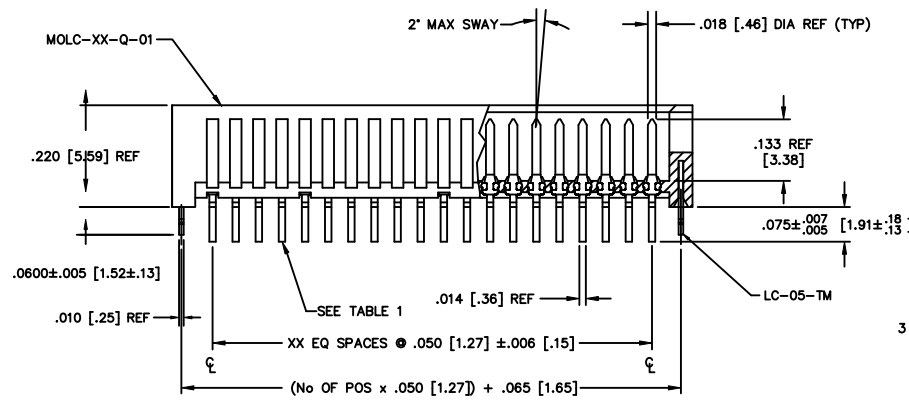 2° MAX SWAY
.018 [.46] DIA REF (TYP)
MOLC-XX-Q-01
.220 [5.59] REF
.133 REF
[3.38]
.075±.007 .005 [1.91±.18 .13]
.0600±.005 [1.52±.13]
SEE TABLE 1
.014 [.36] REF
LC-05-TM
.010 [.25] REF
3
XX EQ SPACES @ .050 [1.27] ±.006 [.15]
℄ ℄
(No OF POS x .050 [1.27]) + .065 [1.65]